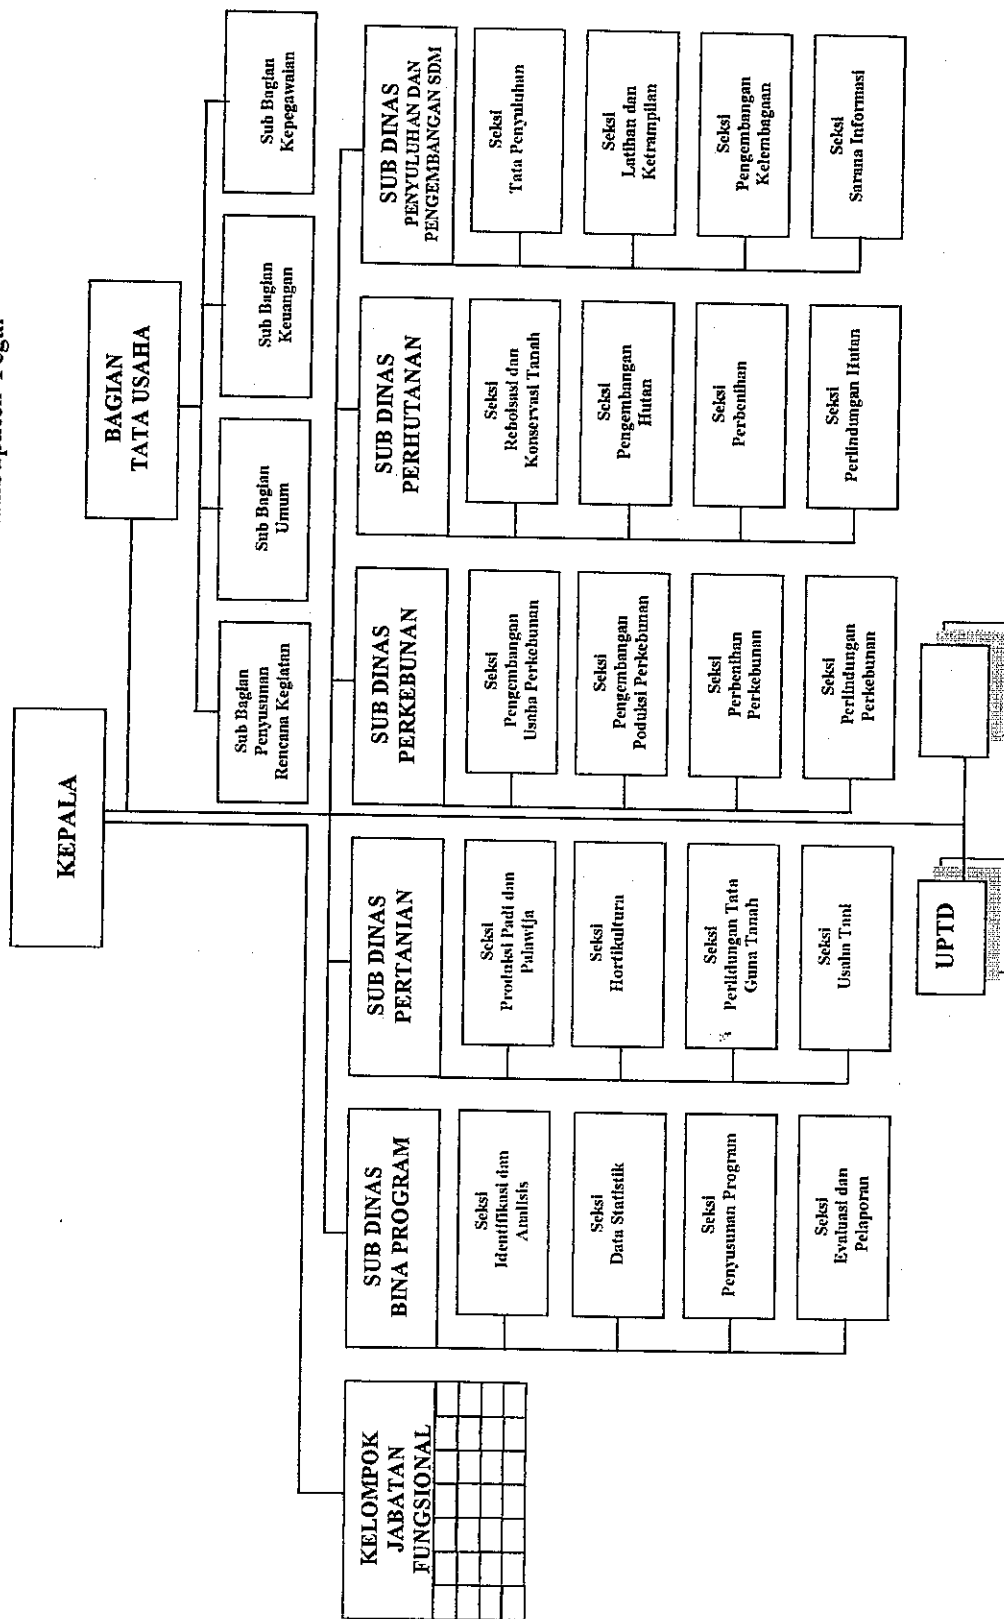 KEPALA
BAGIAN
TATA USAHA
Sub Bagian
Penyusunan
Rencana Kegiatan
Sub Bagian
Umum
Sub Bagian
Keuangan
Sub Bagian
Kepegawaian
KELOMPOK
JABATAN
FUNGSIONAL
SUB DINAS
BINA PROGRAM
Seksi
Identifikasi dan
Analisis
Seksi
Data Statistik
Seksi
Penyusunan Program
Seksi
Evaluasi dan
Pelaporan
SUB DINAS
PERTANIAN
Seksi
Produksi Padi dan
Palawija
Seksi
Hortikultura
Seksi
Perlidungan Tata
Guna Tanah
Seksi
Usaha Tani
SUB DINAS
PERKEBUNAN
Seksi
Pengembangan
Usaha Perkebunan
Seksi
Pengembangan
Poduksi Perkebunan
Seksi
Perbenihan
Perkebunan
Seksi
Perlindungan
Perkebunan
SUB DINAS
PERHUTANAN
Seksi
Reboisasi dan
Konservasi Tanah
Seksi
Pengembangan
Hutan
Seksi
Perbenihan
Seksi
Perlindungan Hutan
SUB DINAS
PENYULUHAN DAN
PENGEMBANGAN SDM
Seksi
Tata Penyuluhan
Seksi
Latihan dan
Ketrampilan
Seksi
Pengembangan
Kelembagaan
Seksi
Sarana Informasi
UPTD